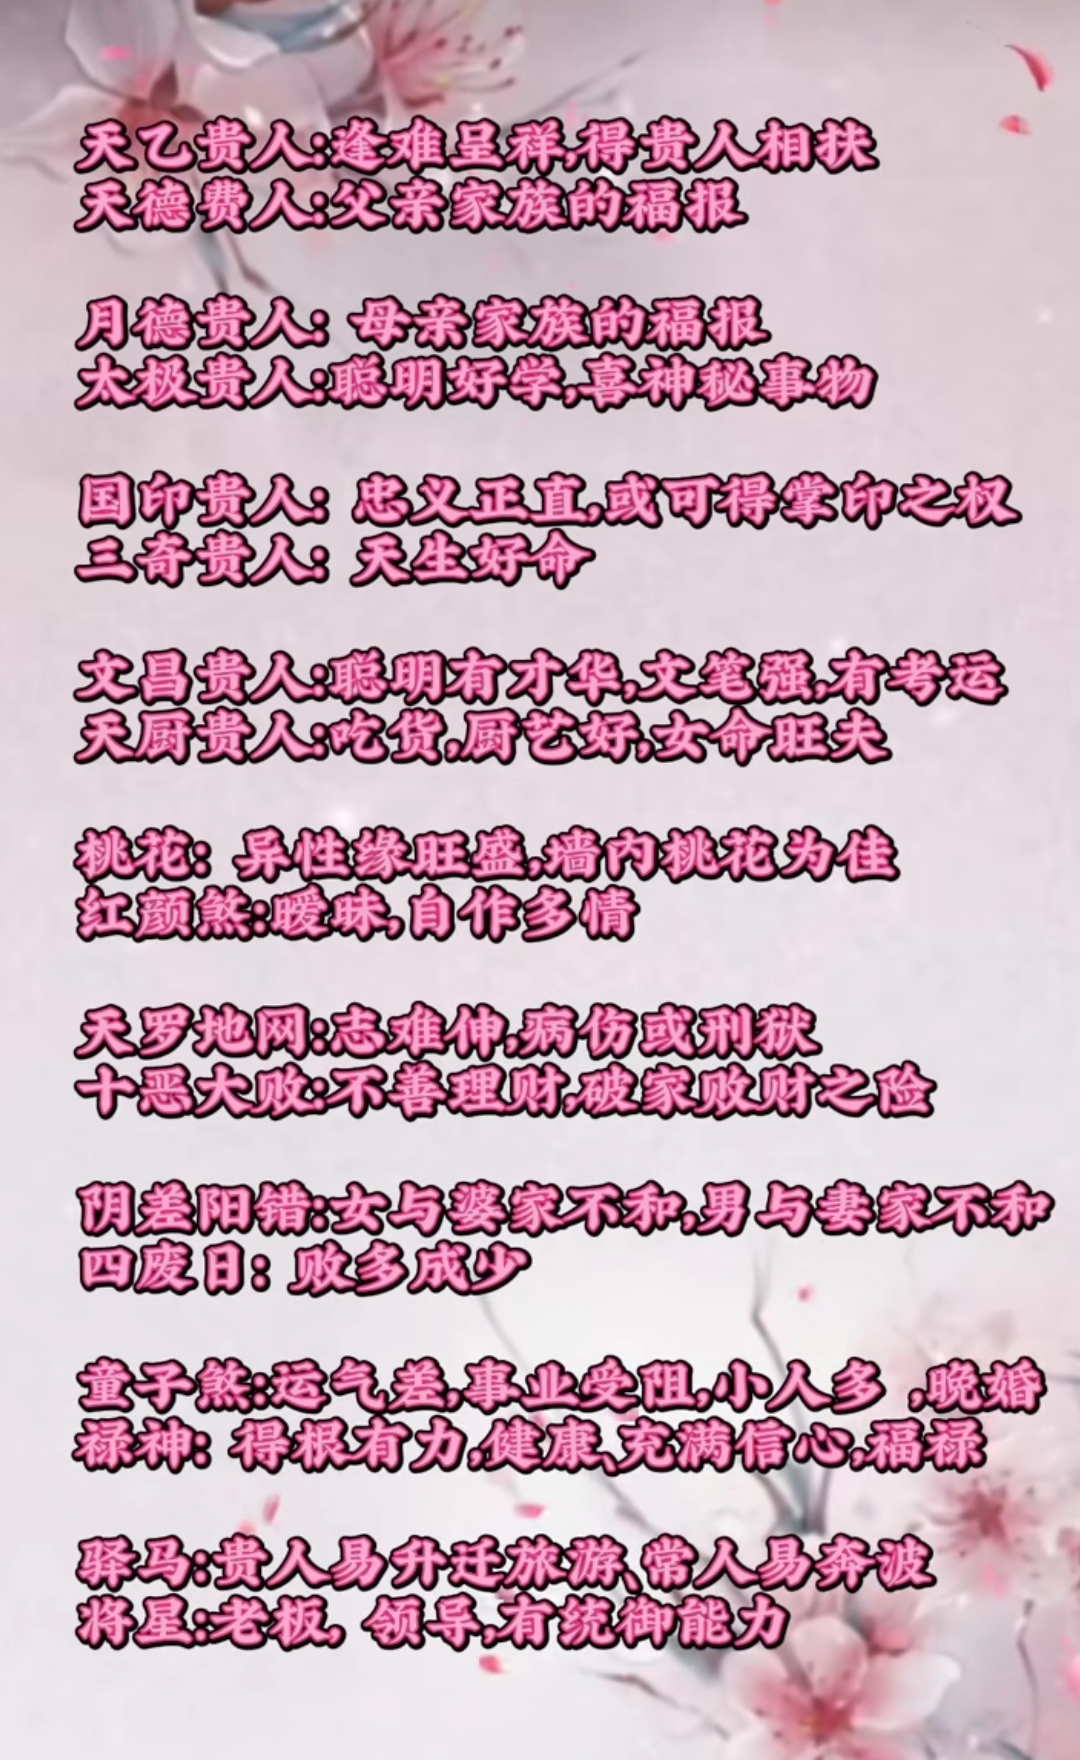 天乙贵人:逢难呈祥,得贵人相扶
天德费人:父亲家族的福报
月德贵人: 母亲家族的福报
太极贵人:聪明好学,喜神秘事物
国印贵人: 忠义正直,或可得掌印之权
三奇贵人: 天生好命
文昌贵人:聪明有才华,文笔强,有考运
天厨贵人:吃货,厨艺好,女命旺夫
桃花: 异性缘旺盛,墙内桃花为佳
红颜煞:暧昧,自作多情
天罗地网:志难伸,病伤或刑狱
十恶大败:不善理财,破家败财之险
阴差阳错:女与婆家不和,男与妻家不和
四废日: 败多成少
童子煞:运气差,事业受阻,小人多 ,晚婚
禄神: 得根有力,健康、充满信心,福禄
驿马:贵人易升迁旅游、常人易奔波
将星:老板, 领导,有统御能力